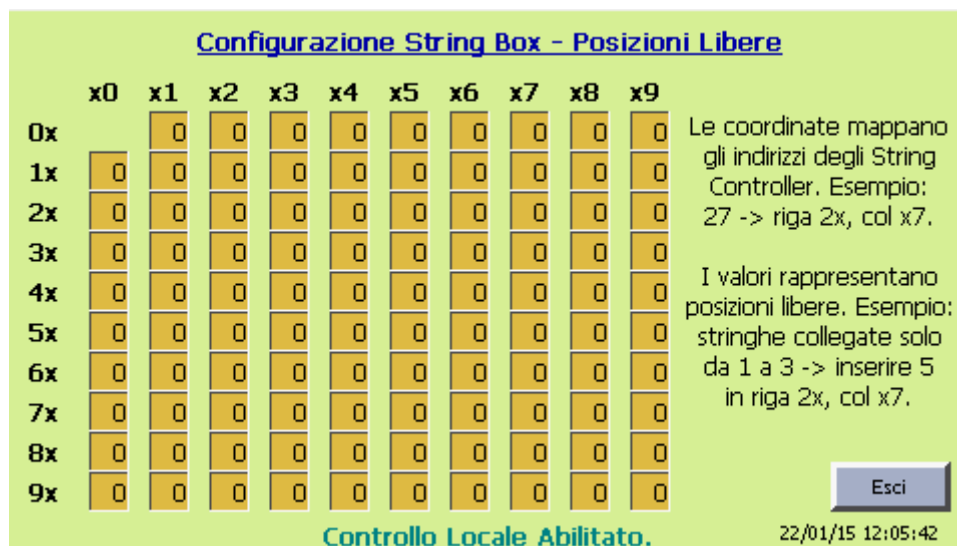 Configurazione String Box - Posizioni Libere
x0 x1 x2 x3 x4 x5 x6 x7 x8 x9
0x 0 0 0 0 0 0 0 0 0
1x 0 0 0 0 0 0 0 0 0 0
2x 0 0 0 0 0 0 0 0 0 0
3x 0 0 0 0 0 0 0 0 0 0
4x 0 0 0 0 0 0 0 0 0 0
5x 0 0 0 0 0 0 0 0 0 0
6x 0 0 0 0 0 0 0 0 0 0
7x 0 0 0 0 0 0 0 0 0 0
8x 0 0 0 0 0 0 0 0 0 0
9x 0 0 0 0 0 0 0 0 0 0
Le coordinate mappano
gli indirizzi degli String
Controller. Esempio:
27 -> riga 2x, col x7.
I valori rappresentano
posizioni libere. Esempio:
stringhe collegate solo
da 1 a 3 -> inserire 5
in riga 2x, col x7.
Esci
Controllo Locale Abilitato.
22/01/15 12:05:42